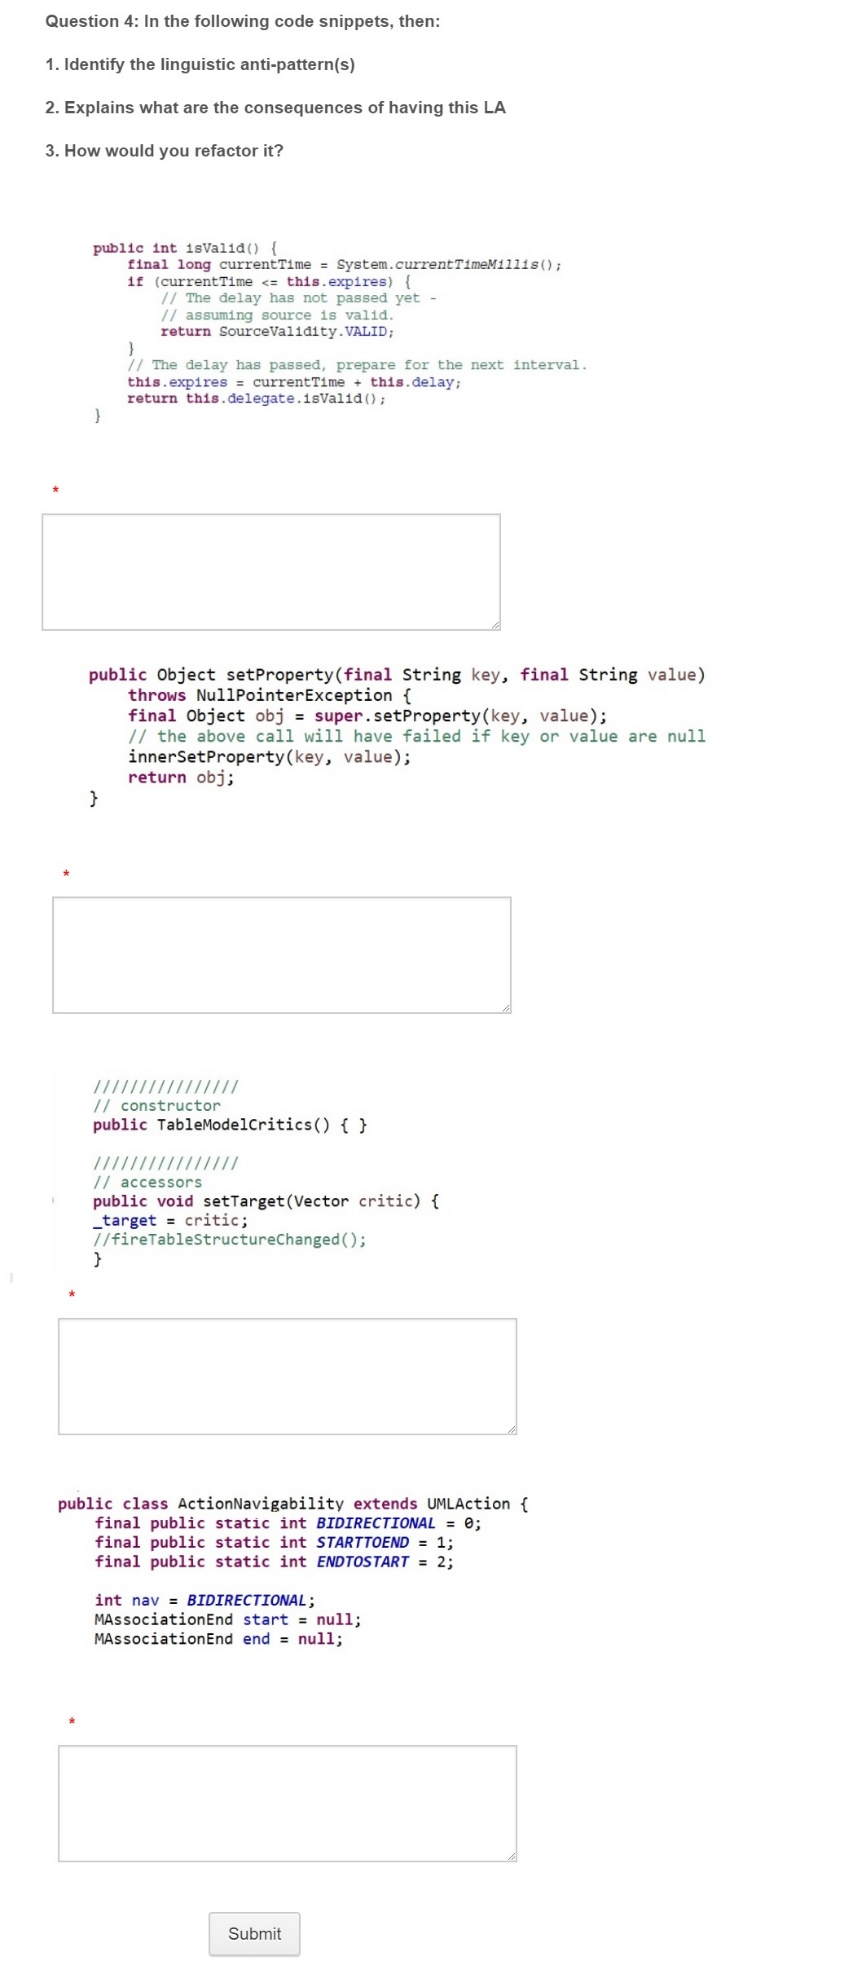 Question 4: In the following code snippets, then:
1. Identify the linguistic anti-pattern(s)
2. Explains what are the consequences of having this LA
3. How would you refactor it?
public int isValid() {
final long currentTime = System.currentTimeMillis();
if (currentTime <= this.expires) {
// The delay has not passed yet -
// assuming source is valid.
return SourceValidity.VALID;
}
// The delay has passed, prepare for the next interval.
this.expires = currentTime + this.delay;
return this.delegate.isValid();
}
*
public Object setProperty(final String key, final String value)
throws NullPointerException {
final Object obj = super.setProperty(key, value);
// the above call will have failed if key or value are null
innerSetProperty(key, value);
return obj;
}
*
////////////////
// constructor
public TableModelCritics() { }
////////////////
// accessors
public void setTarget(Vector critic) {
_target = critic;
//fireTableStructureChanged();
}
*
public class ActionNavigability extends UMLAction {
final public static int BIDIRECTIONAL = 0;
final public static int STARTTOEND = 1;
final public static int ENDTOSTART = 2;
int nav = BIDIRECTIONAL;
MAssociationEnd start = null;
MAssociationEnd end = null;
*
Submit